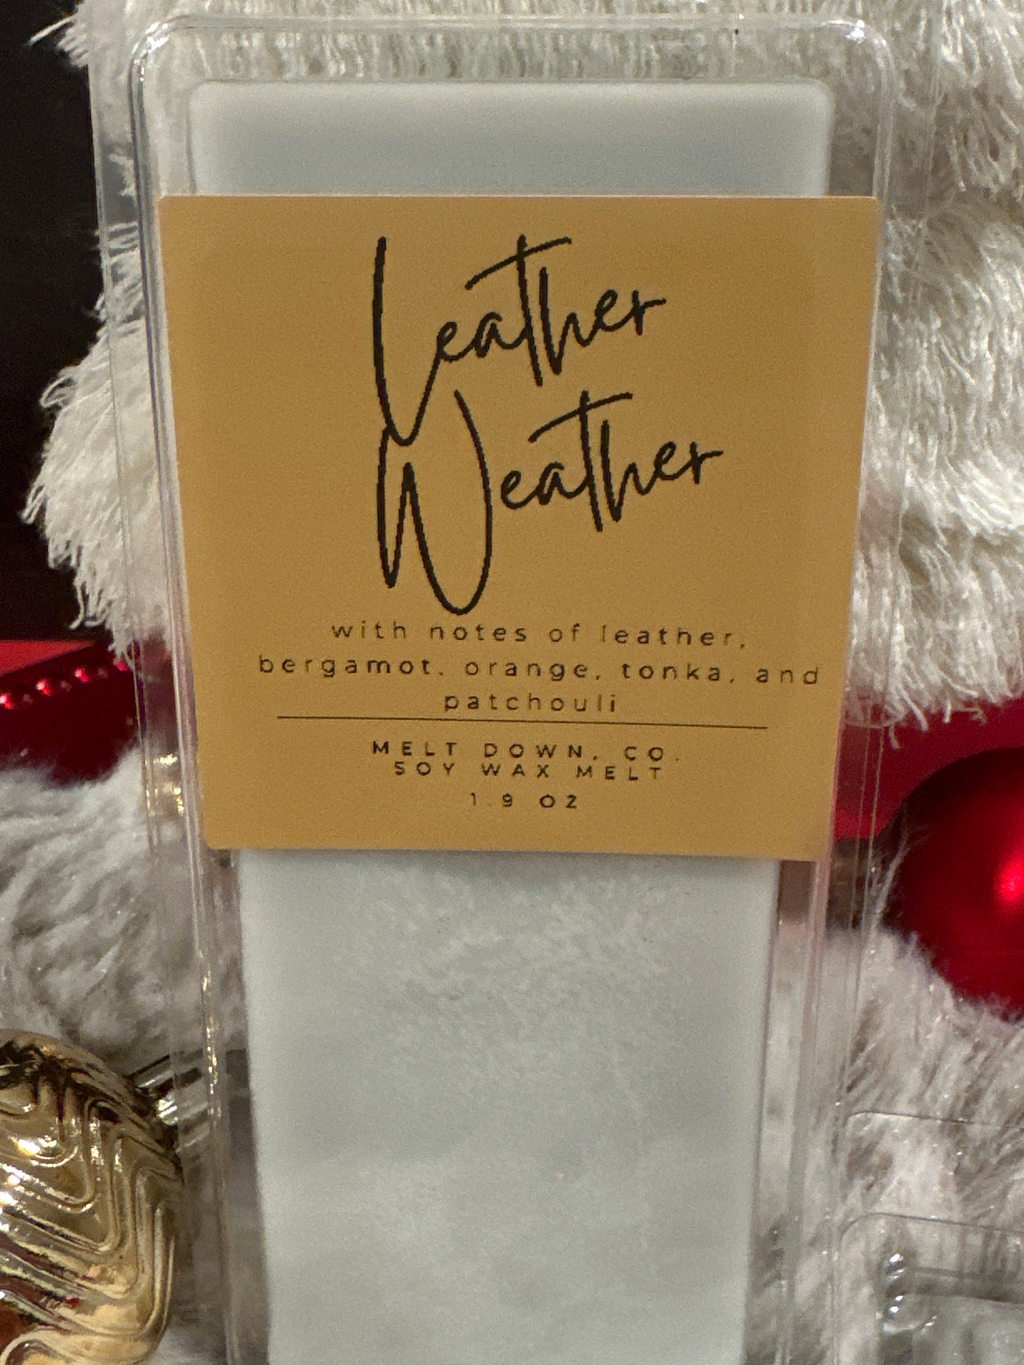 Leather
Weather
with notes of leather,
bergamot, orange, tonka, and
patchouli
MELT DOWN, CO.
SOY WAX MELT
1.9 OZ